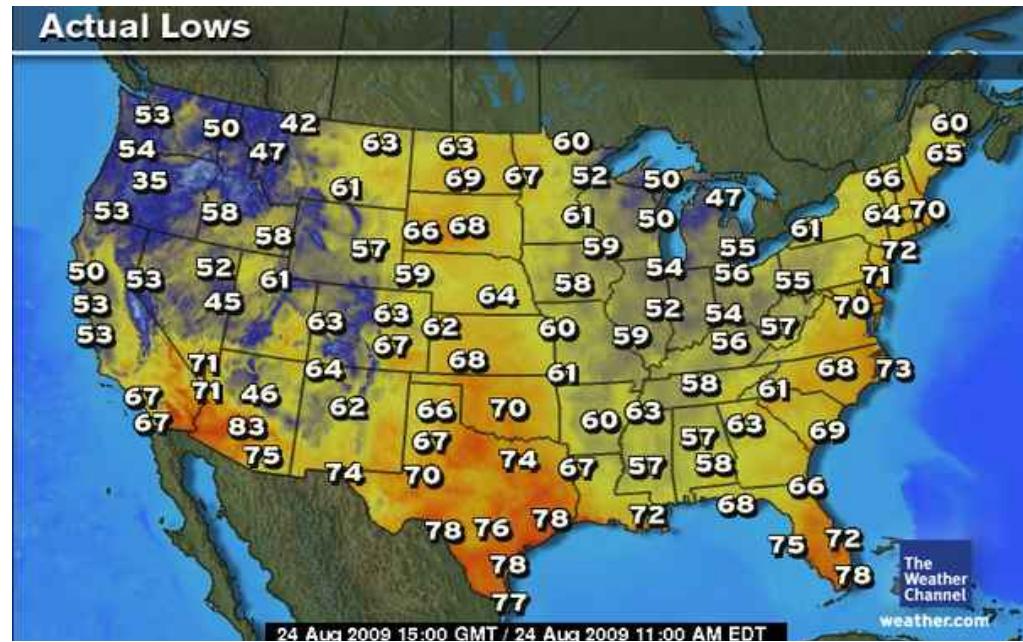 Actual Lows
53 50 42 63 63 60 60
54 47 65
35 61 69 67 52 50 47 66
53 58 66 68 61 50 64 70
58 57 59 55 61 72
50 53 52 61 59 58 54 56 55 71
53 45 64 52 54 70
53 63 63 62 60 59 56 57
71 64 67 68 61 58 61 68 73
67 71 46 62 66 70 60 63 63
67 83 67 57 69
75 74 70 74 67 57 58
66
78 76 78 72 68
75 72
78 78
77
The
Weather
Channel
weather.com
24 Aug 2009 15:00 GMT / 24 Aug 2009 11:00 AM EDT